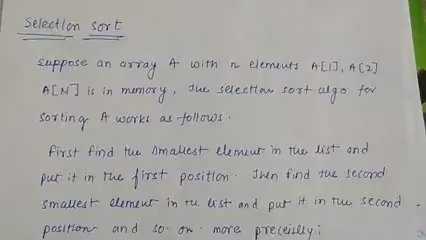 Selection sort
Suppose an array A with n elements A[1], A[2]
A[N] is in memory, The selection sort algo for
sorting A works as follows.
First find the smallest element in the list and
put it in the first position. Then find the second
smallest element in the list and put it in the second
position and so on. more precisely: